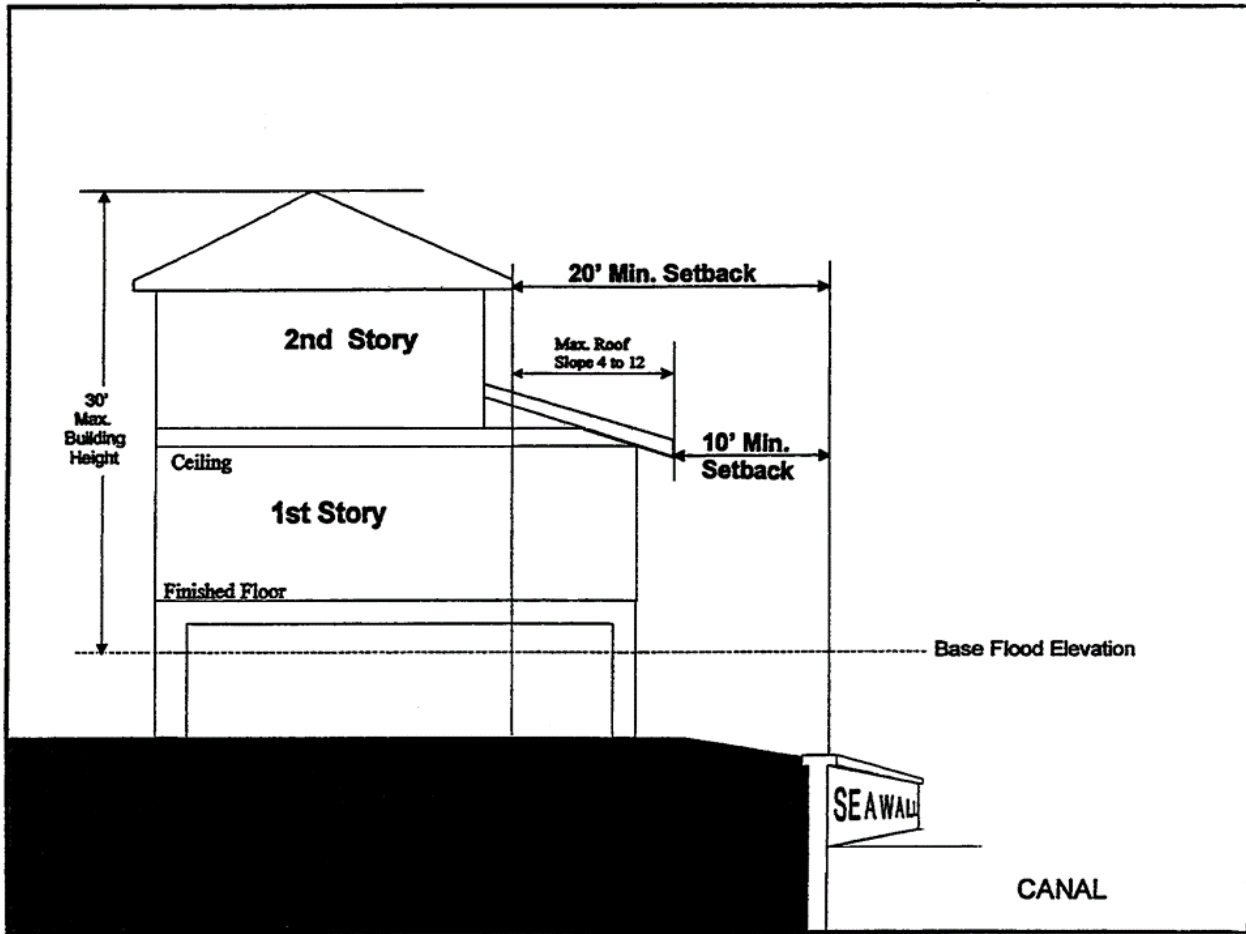 20' Min. Setback
2nd Story
Max. Roof
Slope 4 to 12
30'
Max.
Building
Height
10' Min.
Setback
Ceiling
1st Story
Finished Floor
Base Flood Elevation
SEAWALL
CANAL